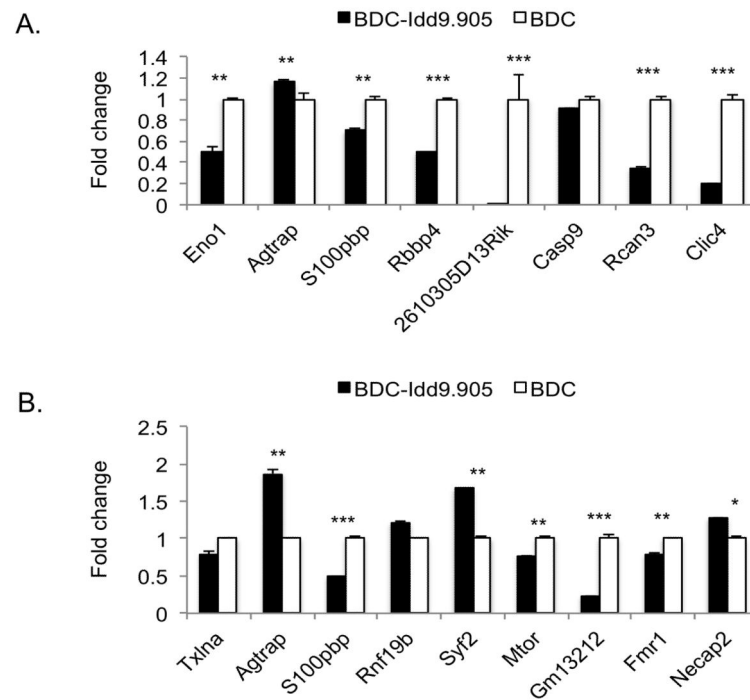 A.
BDC-Idd9.905 BDC
** ** ** *** *** *** ***
Fold change
1.4
1.2
1
0.8
0.6
0.4
0.2
0
Eno1 Agtrap S100pbp Rbbp4 2610305D13Rik Casp9 Rcan3 Clic4
B.
BDC-Idd9.905 BDC
** *** ** ** *** ** *
Fold change
2.5
2
1.5
1
0.5
0
Txlna Agtrap S100pbp Rnf19b Syf2 Mtor Gm13212 Fmr1 Necap2